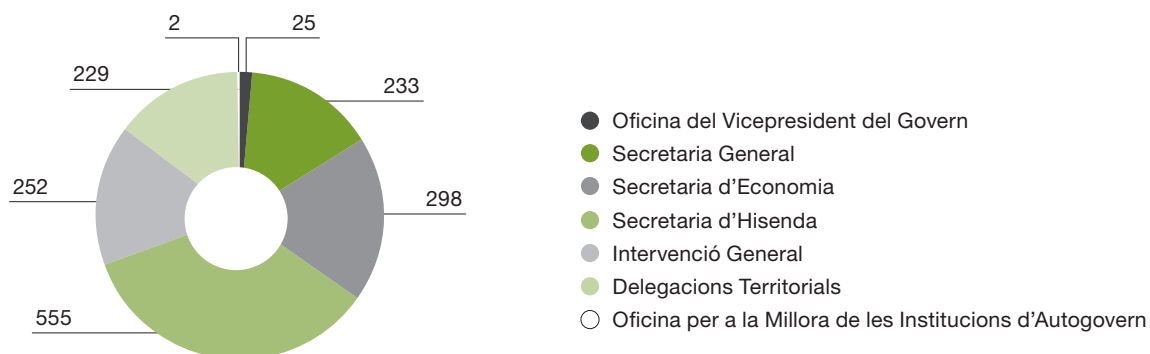 2
25
229
233
252
298
555
Oficina del Vicepresident del Govern
Secretaria General
Secretaria d’Economia
Secretaria d’Hisenda
Intervenció General
Delegacions Territorials
Oficina per a la Millora de les Institucions d’Autogovern